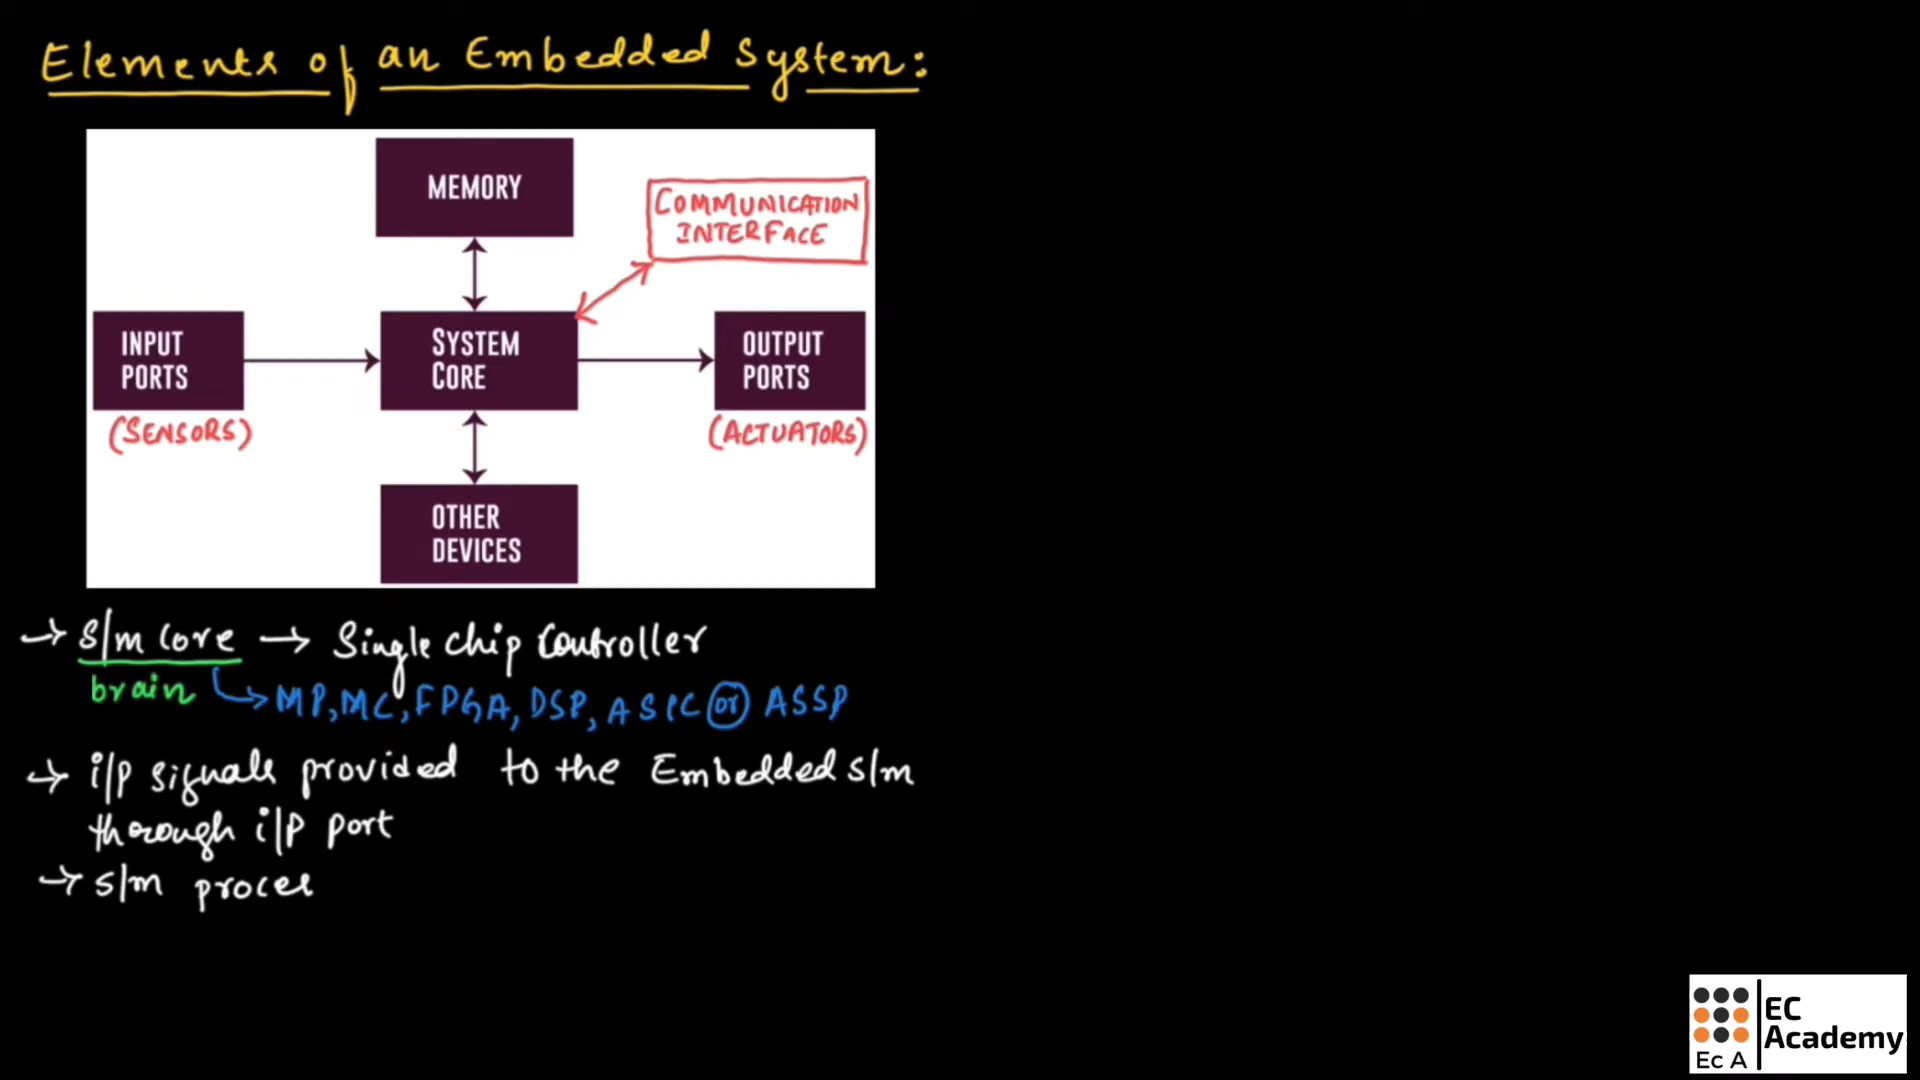 Elements of an Embedded System:
MEMORY
COMMUNICATION
INTERFACE
INPUT
PORTS
SYSTEM
CORE
OUTPUT
PORTS
(SENSORS)
(ACTUATORS)
OTHER
DEVICES
→ S/m Core → Single chip Controller
brain → MP, MC, FPGA, DSP, ASIC or ASSP
→ i/p signals provided to the Embedded s/m
through i/p port
→ s/m proces
EC
Academy
Ec A